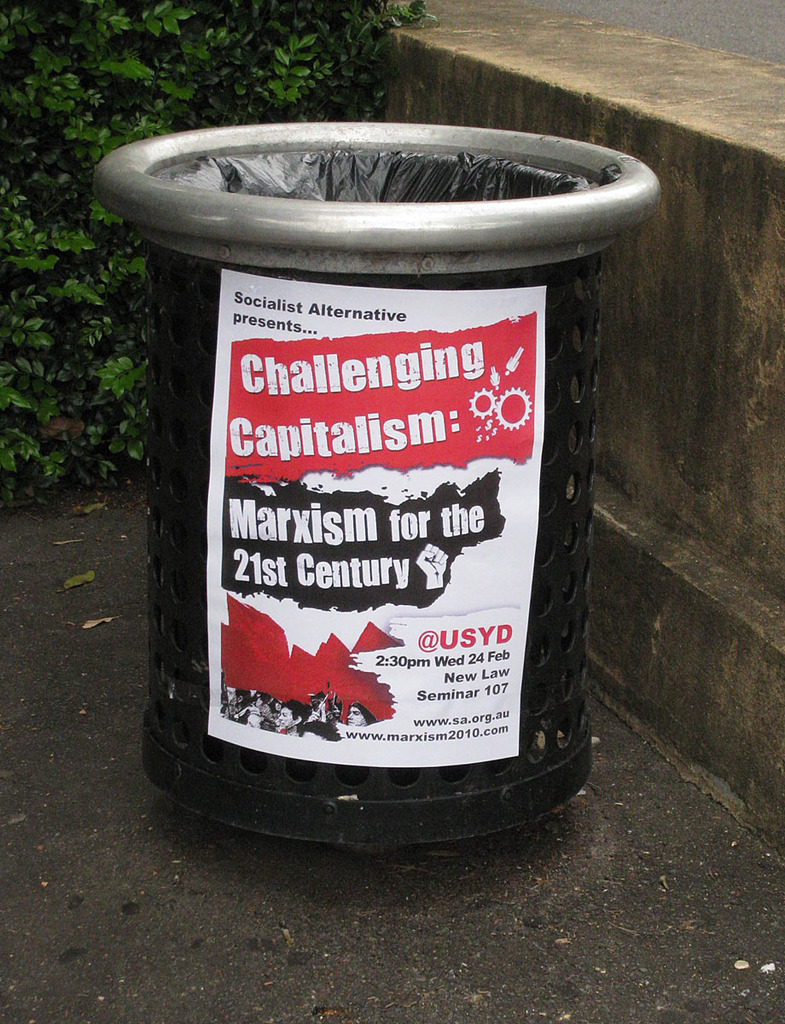 Socialist Alternative
presents...
Challenging
Capitalism:
Marxism for the
21st Century
@USYD
2:30pm Wed 24 Feb
New Law
Seminar 107
www.sa.org.au
www.marxism2010.com